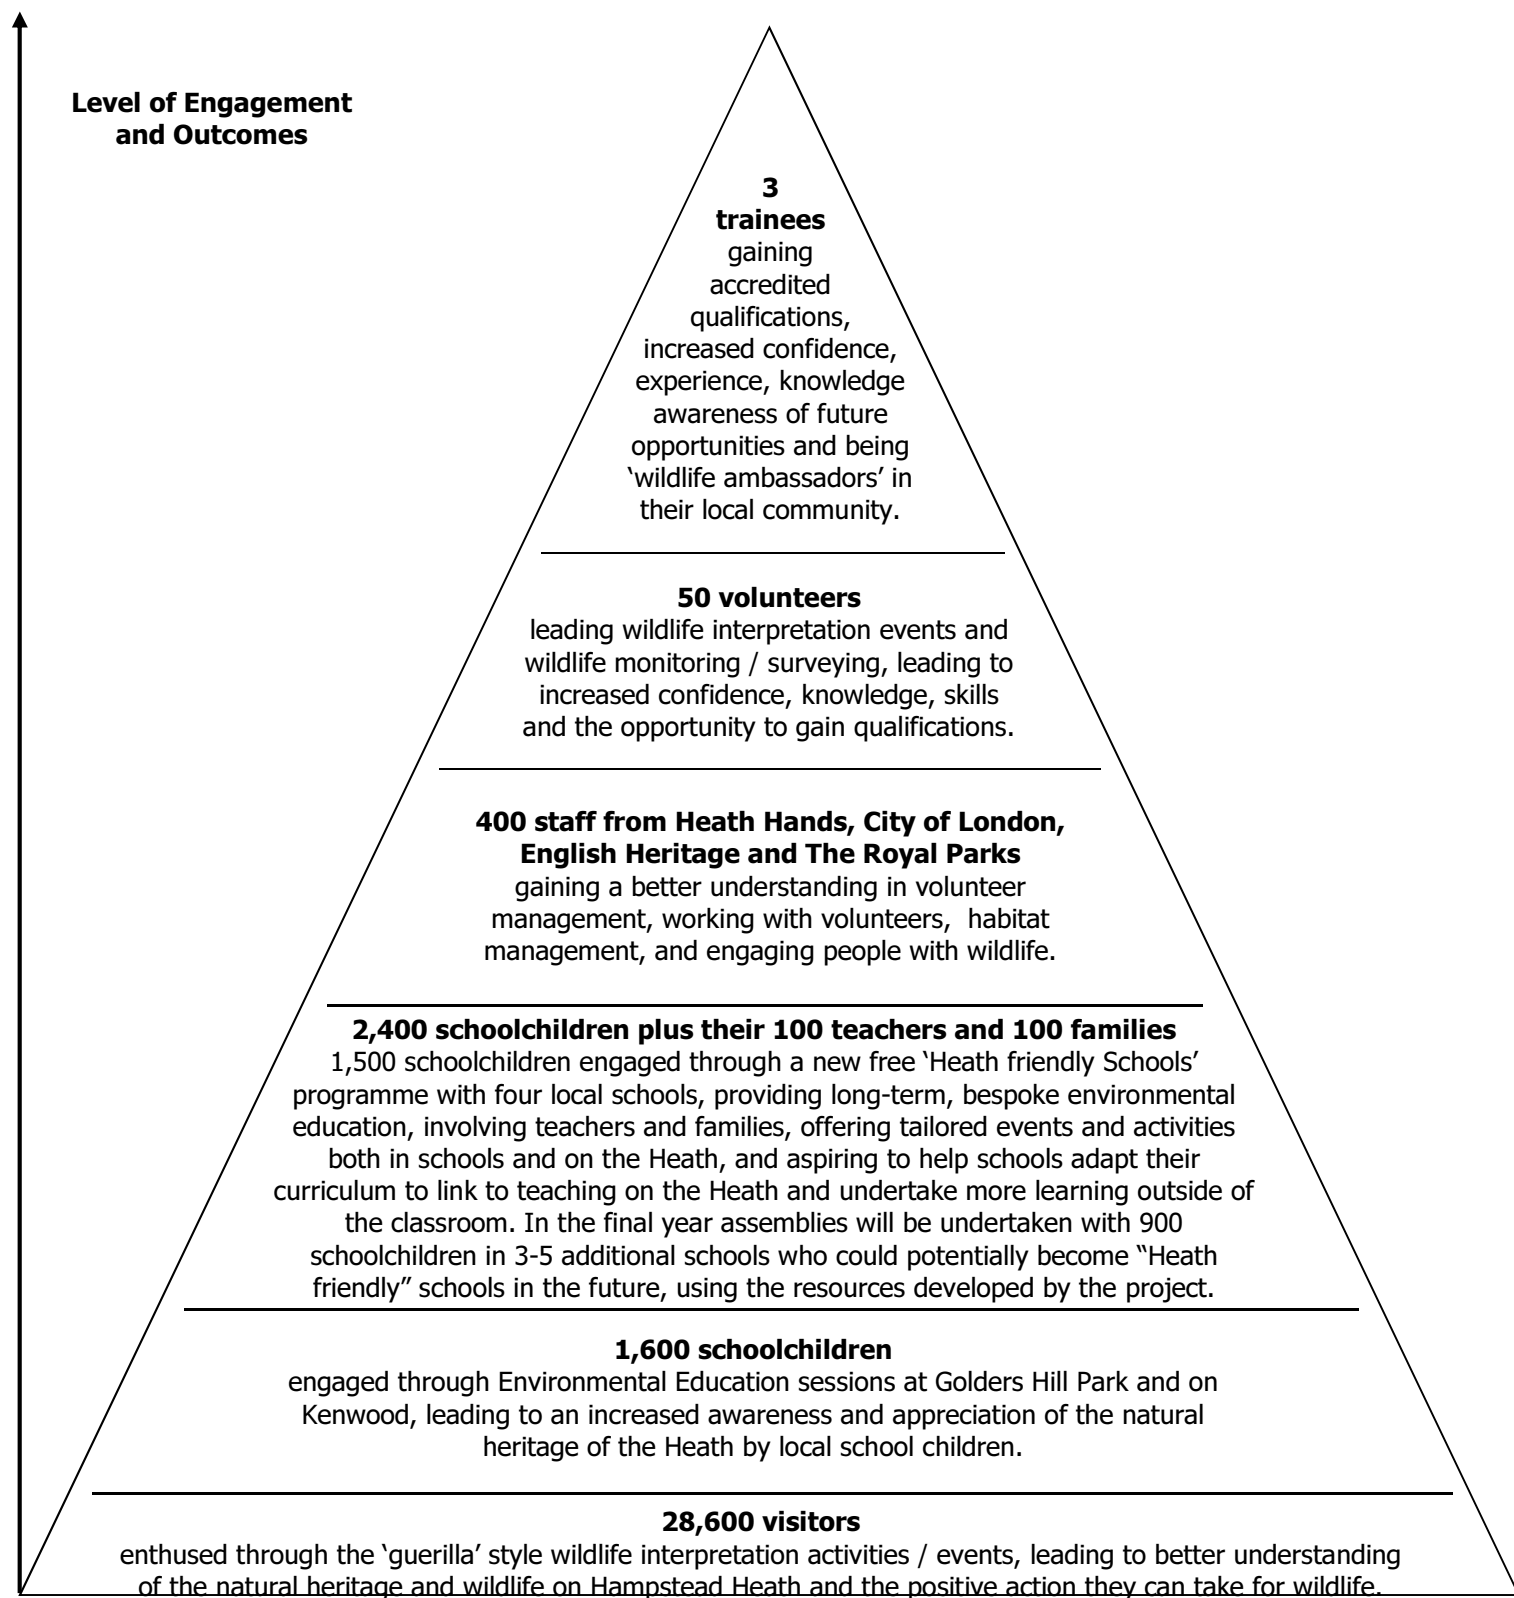 Level of Engagement
and Outcomes
3
trainees
gaining
accredited
qualifications,
increased confidence,
experience, knowledge
awareness of future
opportunities and being
‘wildlife ambassadors’ in
their local community.
50 volunteers
leading wildlife interpretation events and
wildlife monitoring / surveying, leading to
increased confidence, knowledge, skills
and the opportunity to gain qualifications.
400 staff from Heath Hands, City of London,
English Heritage and The Royal Parks
gaining a better understanding in volunteer
management, working with volunteers,  habitat
management, and engaging people with wildlife.
2,400 schoolchildren plus their 100 teachers and 100 families
1,500 schoolchildren engaged through a new free ‘Heath friendly Schools’
programme with four local schools, providing long-term, bespoke environmental
education, involving teachers and families, offering tailored events and activities
both in schools and on the Heath, and aspiring to help schools adapt their
curriculum to link to teaching on the Heath and undertake more learning outside of
the classroom. In the final year assemblies will be undertaken with 900
schoolchildren in 3-5 additional schools who could potentially become “Heath
friendly” schools in the future, using the resources developed by the project.
1,600 schoolchildren
engaged through Environmental Education sessions at Golders Hill Park and on
Kenwood, leading to an increased awareness and appreciation of the natural
heritage of the Heath by local school children.
28,600 visitors
enthused through the ‘guerilla’ style wildlife interpretation activities / events, leading to better understanding
of the natural heritage and wildlife on Hampstead Heath and the positive action they can take for wildlife.